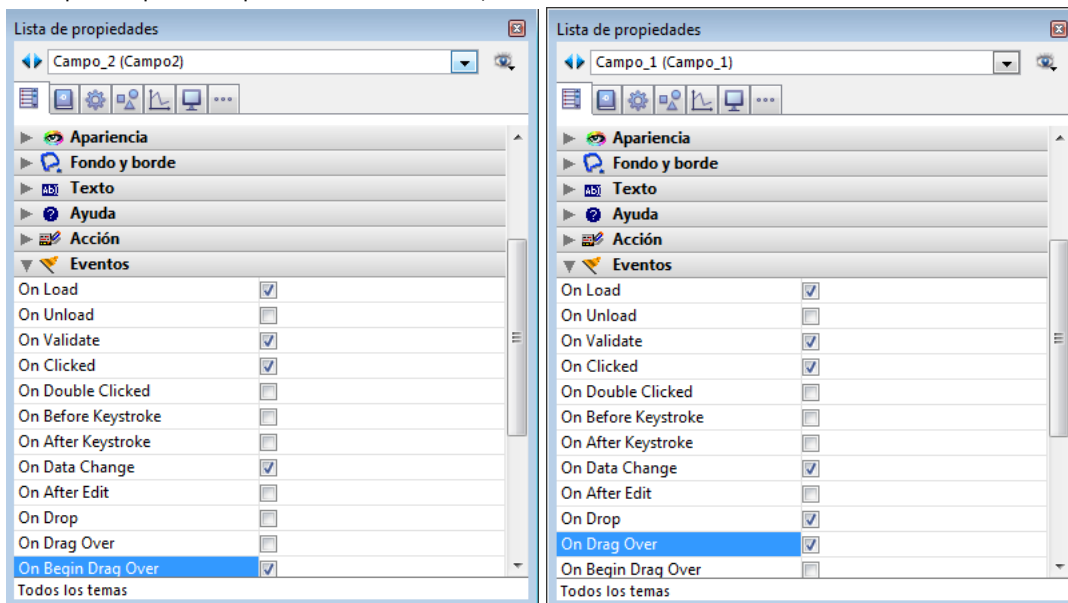 Lista de propiedades
Campo_2 (Campo2)
Apariencia
Fondo y borde
Texto
Ayuda
Acción
Eventos
On Load
On Unload
On Validate
On Clicked
On Double Clicked
On Before Keystroke
On After Keystroke
On Data Change
On After Edit
On Drop
On Drag Over
On Begin Drag Over
Todos los temas
Lista de propiedades
Campo_1 (Campo_1)
Apariencia
Fondo y borde
Texto
Ayuda
Acción
Eventos
On Load
On Unload
On Validate
On Clicked
On Double Clicked
On Before Keystroke
On After Keystroke
On Data Change
On After Edit
On Drop
On Drag Over
On Begin Drag Over
Todos los temas